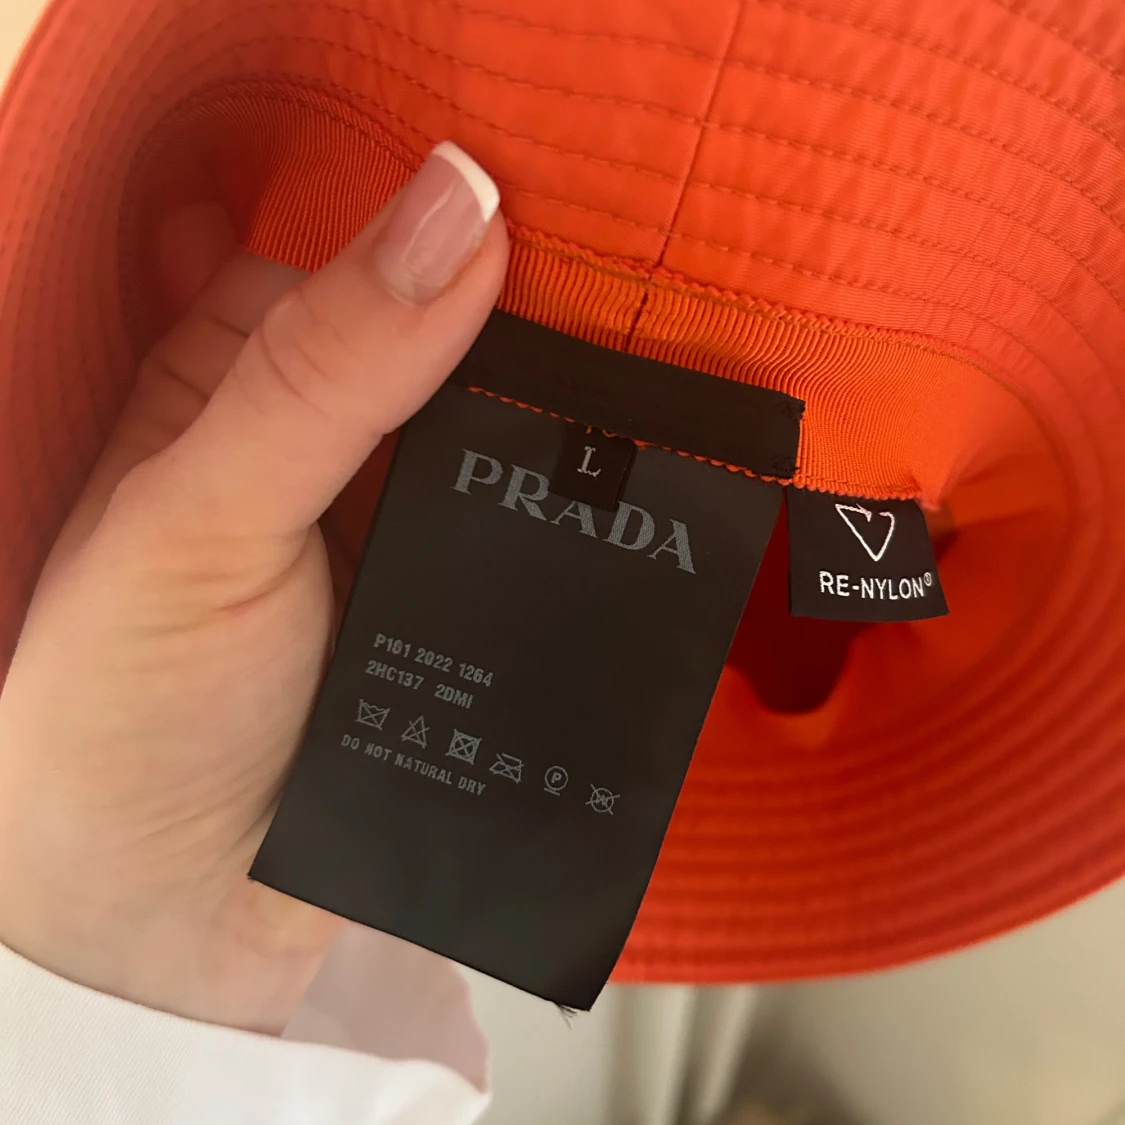 L
PRADA
RE-NYLON®
P101 2022 1264
2HC137 2DMI
DO NOT NATURAL DRY
P
W